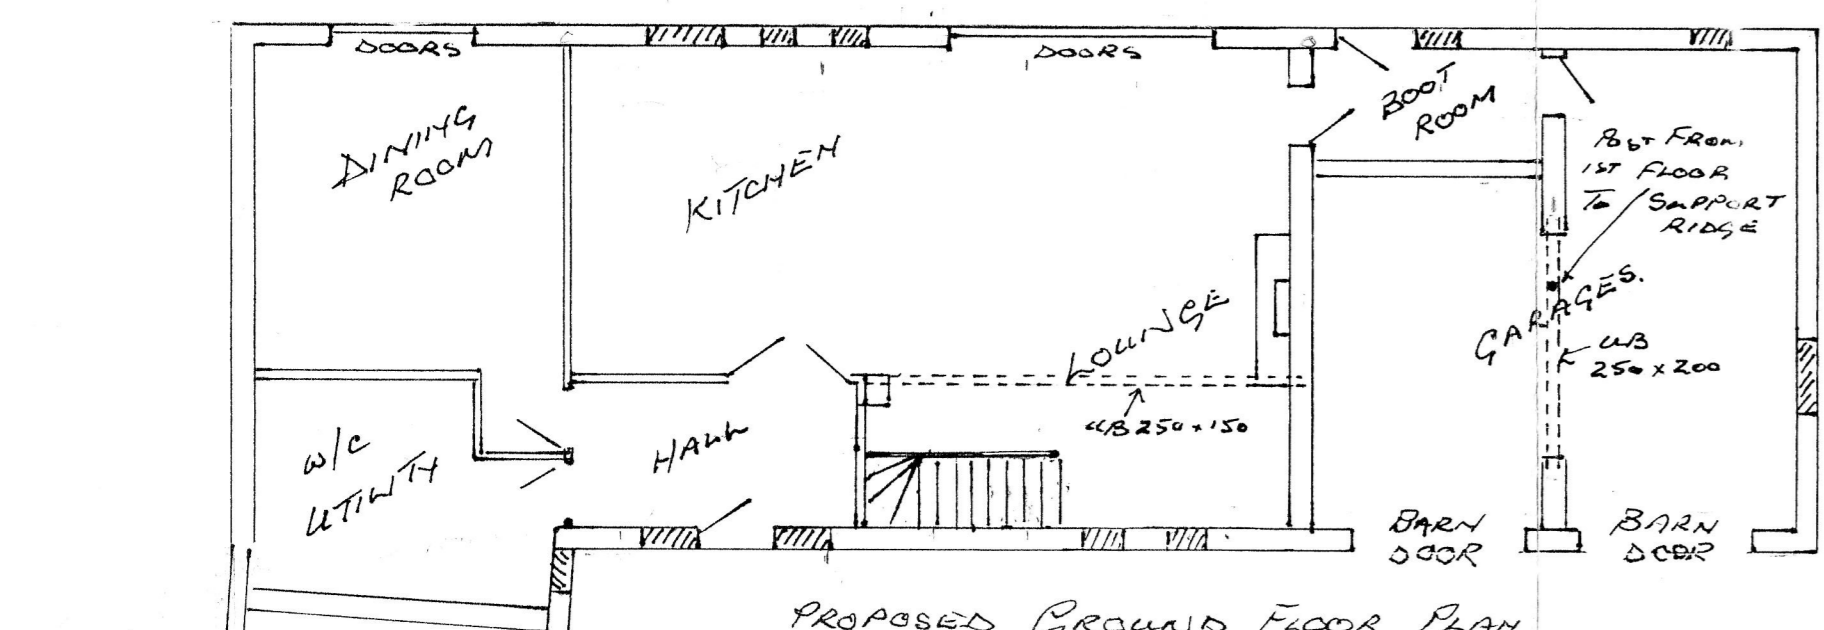 DOORS
DOORS
DINING
ROOM
KITCHEN
BOOT
ROOM
POST FROM
1ST FLOOR
TO SUPPORT
RIDGE
LOUNGE
GARAGES.
UB
250 x 200
UB 250 x 150
W/C
UTILITY
HALL
BARN
DOOR
BARN
DOOR
PROPOSED GROUND FLOOR PLAN